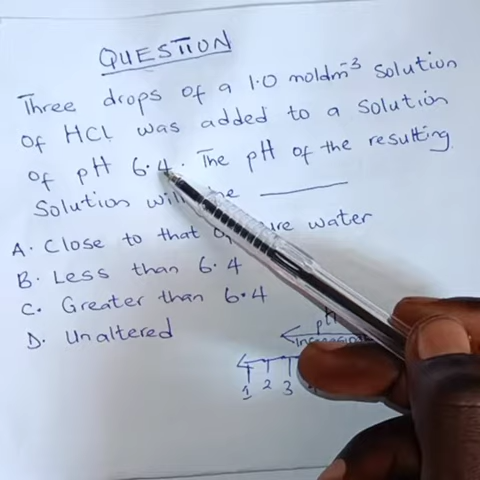 QUESTION
Three drops of a 1.0 moldm⁻³ solution
of HCL was added to a solution
of pH 6.4. The pH of the resulting
Solution will
A. Close to that water
B. Less than 6.4
C. Greater than 6.4
D. Unaltered
pH
1 2 3